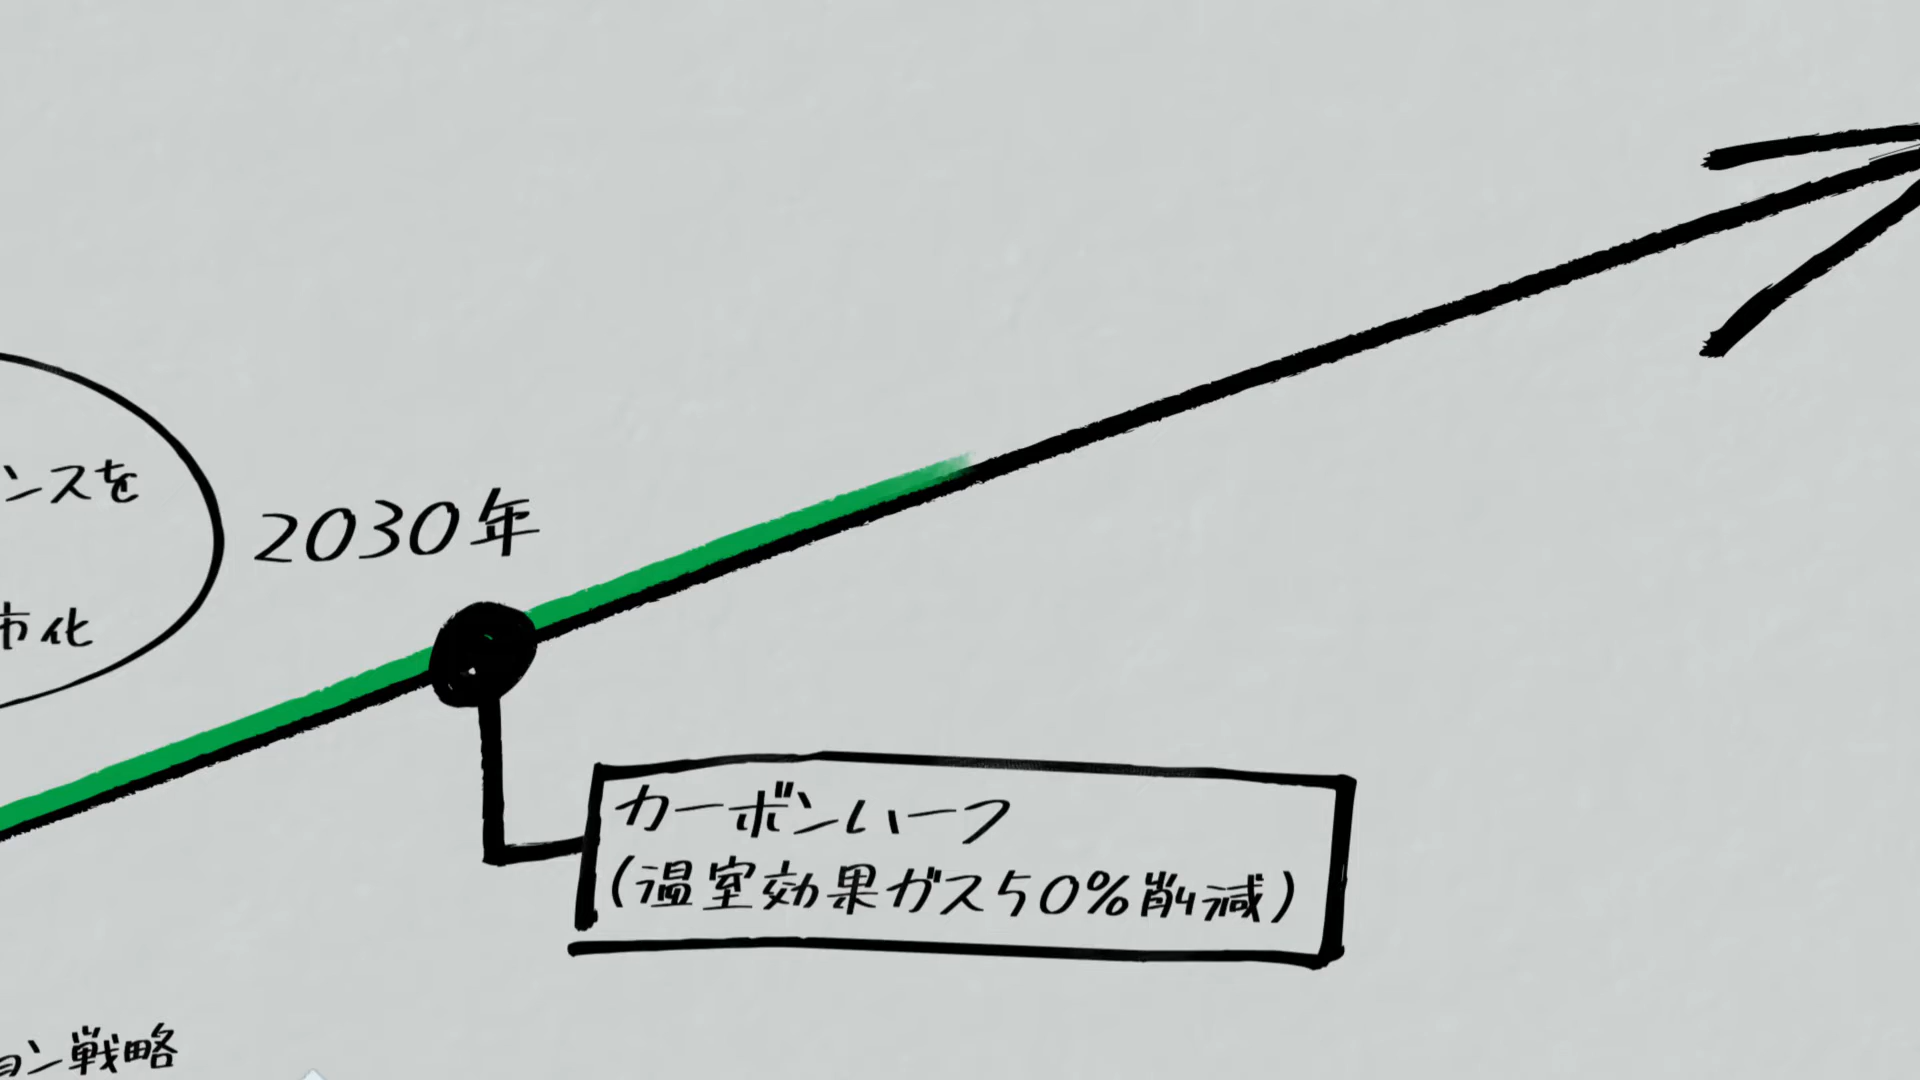 ンスを
2030年
市化
カーボンハーフ
(温室効果ガス50%削減)
ョン戦略